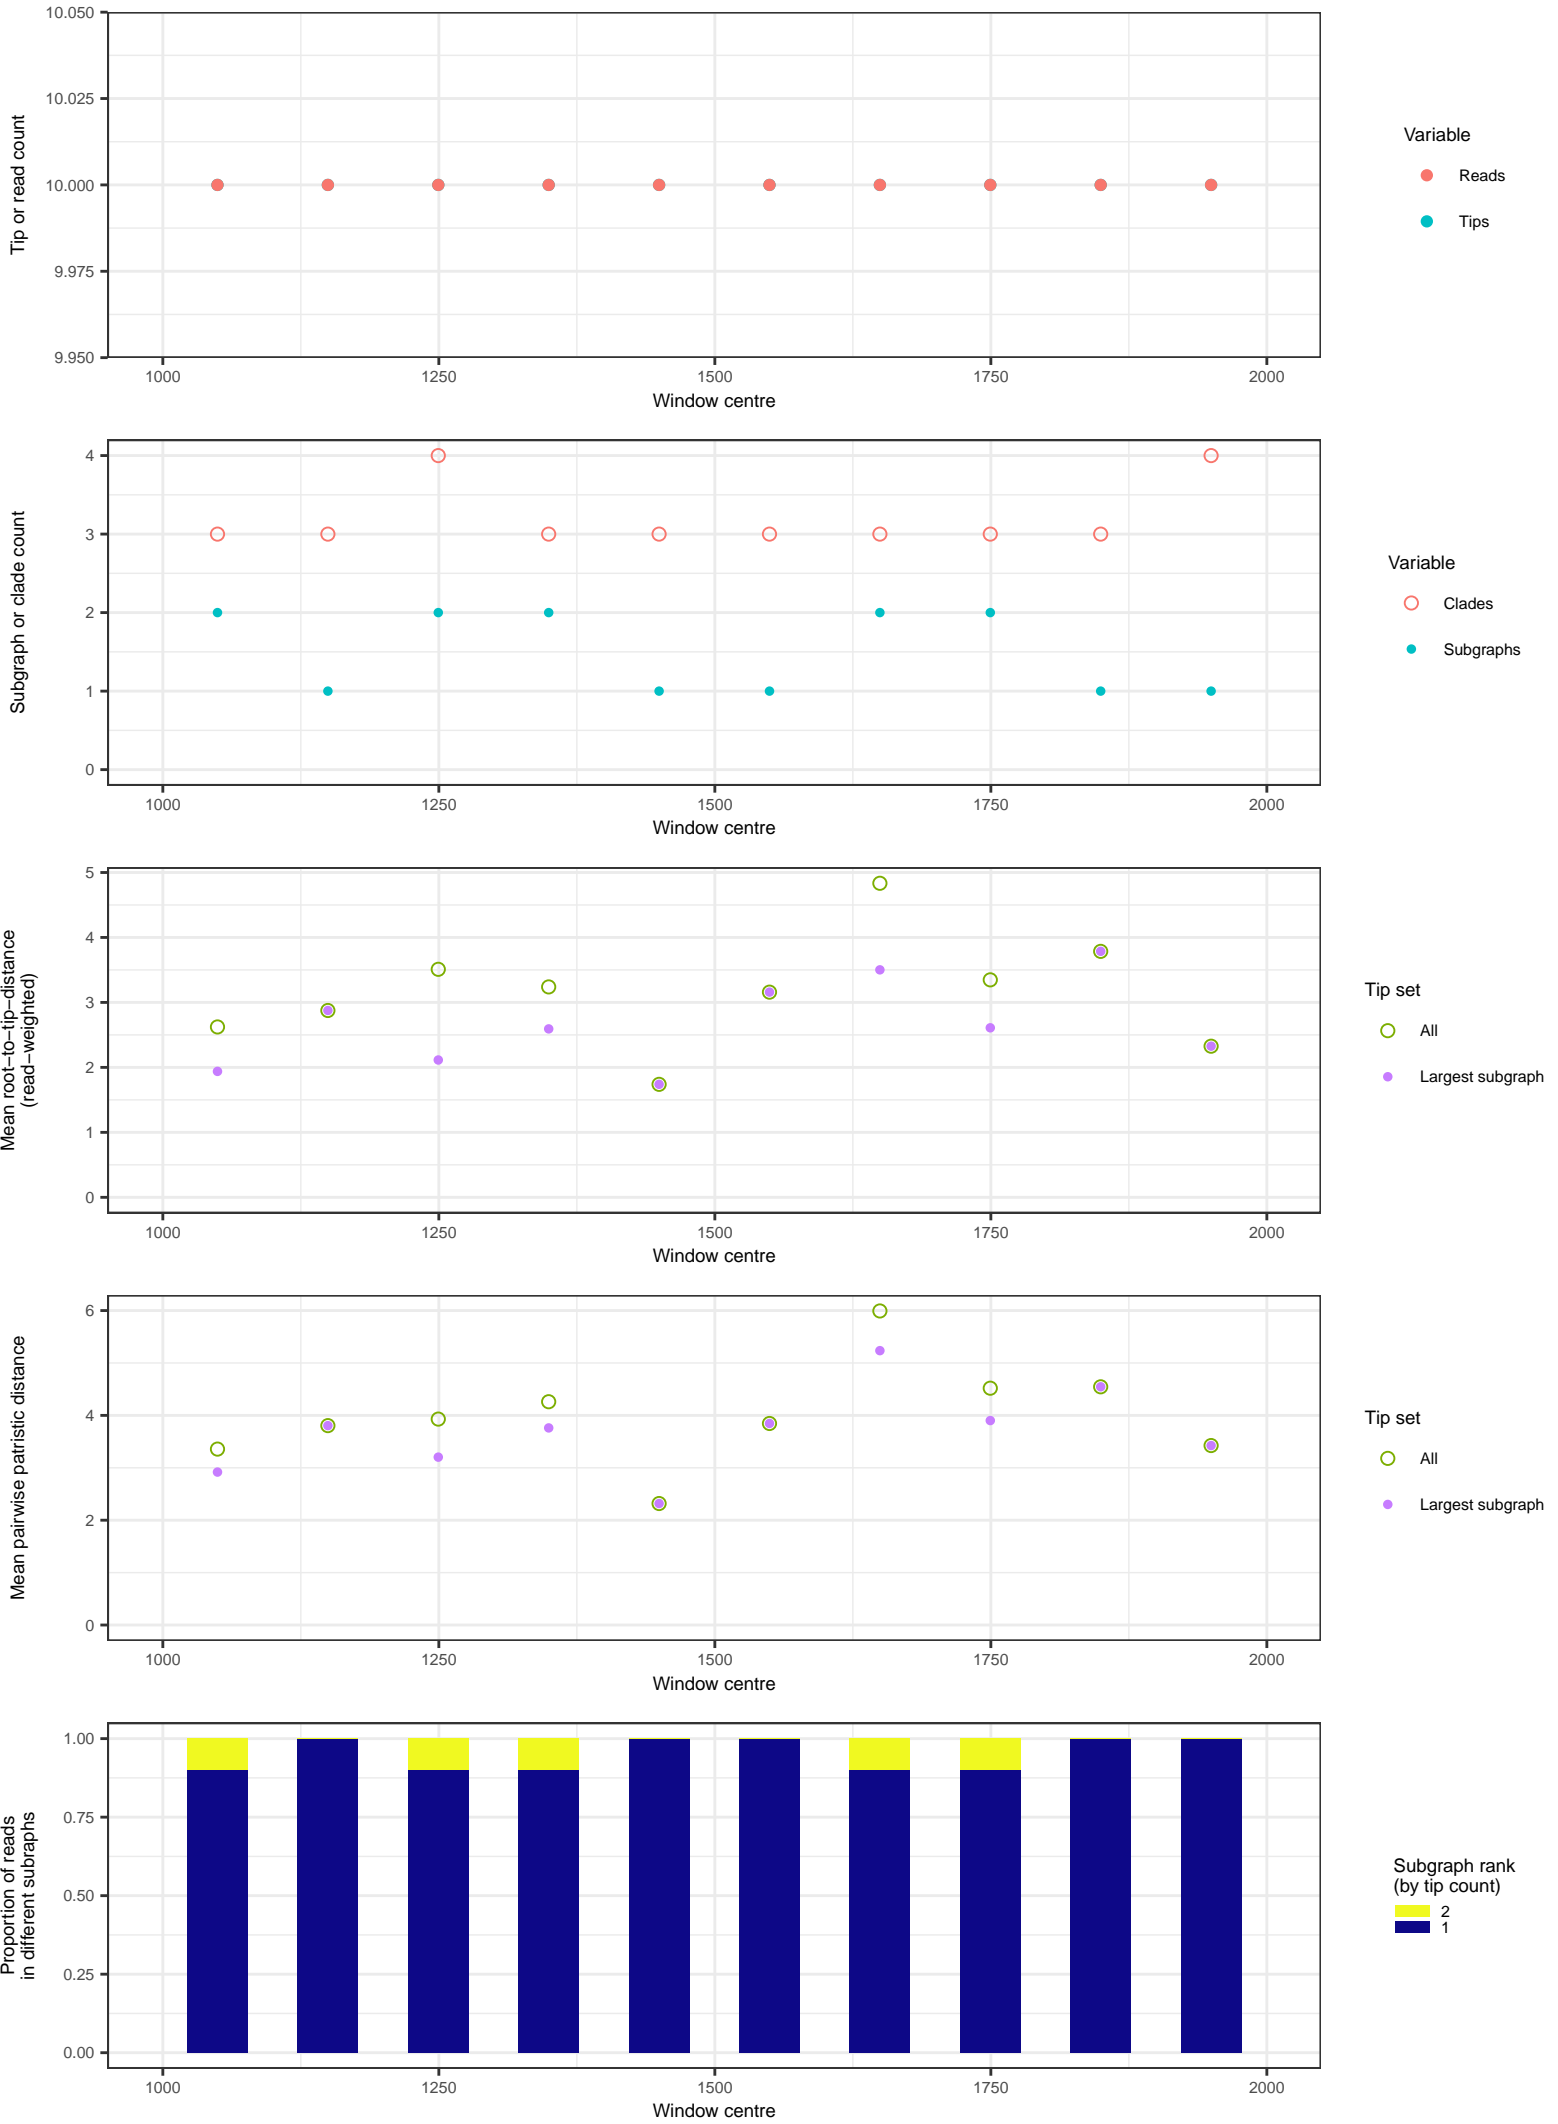 10.050
10.025
10.000
9.975
9.950
Tip or read count
1000 1250 1500 1750 2000
Window centre
Variable
Reads
Tips
4
3
2
1
0
Subgraph or clade count
1000 1250 1500 1750 2000
Window centre
Variable
Clades
Subgraphs
5
4
3
2
1
0
Mean root−to−tip−distance
(read−weighted)
1000 1250 1500 1750 2000
Window centre
Tip set
All
Largest subgraph
6
4
2
0
Mean pairwise patristic distance
1000 1250 1500 1750 2000
Window centre
Tip set
All
Largest subgraph
1.00
0.75
0.50
0.25
0.00
Proportion of reads
in different subraphs
1000 1250 1500 1750 2000
Window centre
Subgraph rank
(by tip count)
2
1